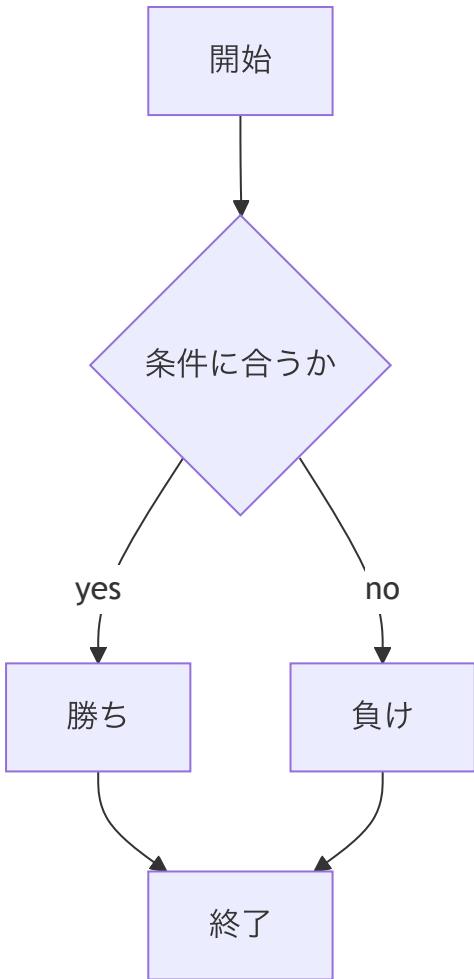 開始
条件に合うか
yes
no
勝ち
負け
終了